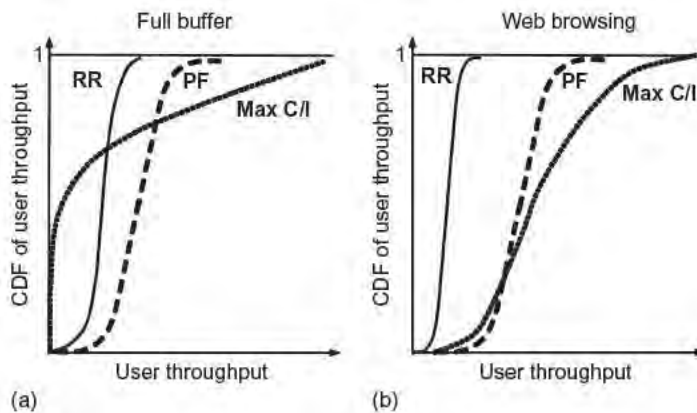 Full buffer
1
RR
PF
Max C/I
CDF of user throughput
User throughput
(a)
Web browsing
1
RR
PF
Max C/I
CDF of user throughput
User throughput
(b)